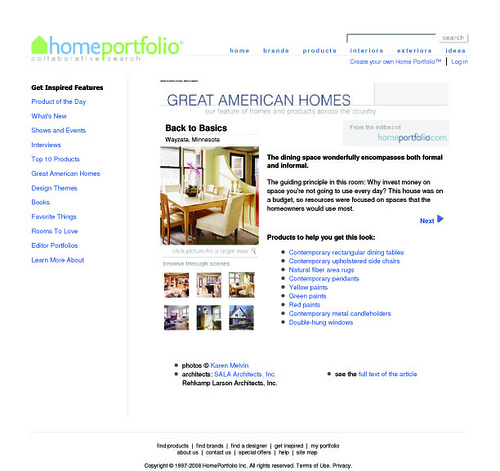 homeportfolio®
collaborative search
search
home brands products interiors exteriors ideas
Create your own Home Portfolio™ | Log in
Get Inspired Features
Product of the Day
What's New
Shows and Events
Interviews
Top 10 Products
Great American Homes
Design Themes
Books
Favorite Things
Rooms To Love
Editor Portfolios
Learn More About
GREAT AMERICAN HOMES
our feature of homes and products across the country
Back to Basics
Wayzata, Minnesota
From the editors of
homeportfolio.com
The dining space wonderfully encompasses both formal
and informal.
The guiding principle in this room: Why invest money on
space you're not going to use every day? This house was on
a budget, so resources were focused on spaces that the
homeowners would use most.
Next
click picture for a larger view
browse through scenes
Products to help you get this look:
Contemporary rectangular dining tables
Contemporary upholstered side chairs
Natural fiber area rugs
Contemporary pendants
Yellow paints
Green paints
Red paints
Contemporary metal candleholders
Double-hung windows
photos © Karen Melvin
architects: SALA Architects, Inc.
Rehkamp Larson Architects, Inc.
see the full text of the article
find products | find brands | find a designer | get inspired | my portfolio
about us | contact us | special offers | help | site map
Copyright © 1997-2008 HomePortfolio Inc. All rights reserved. Terms of Use. Privacy.